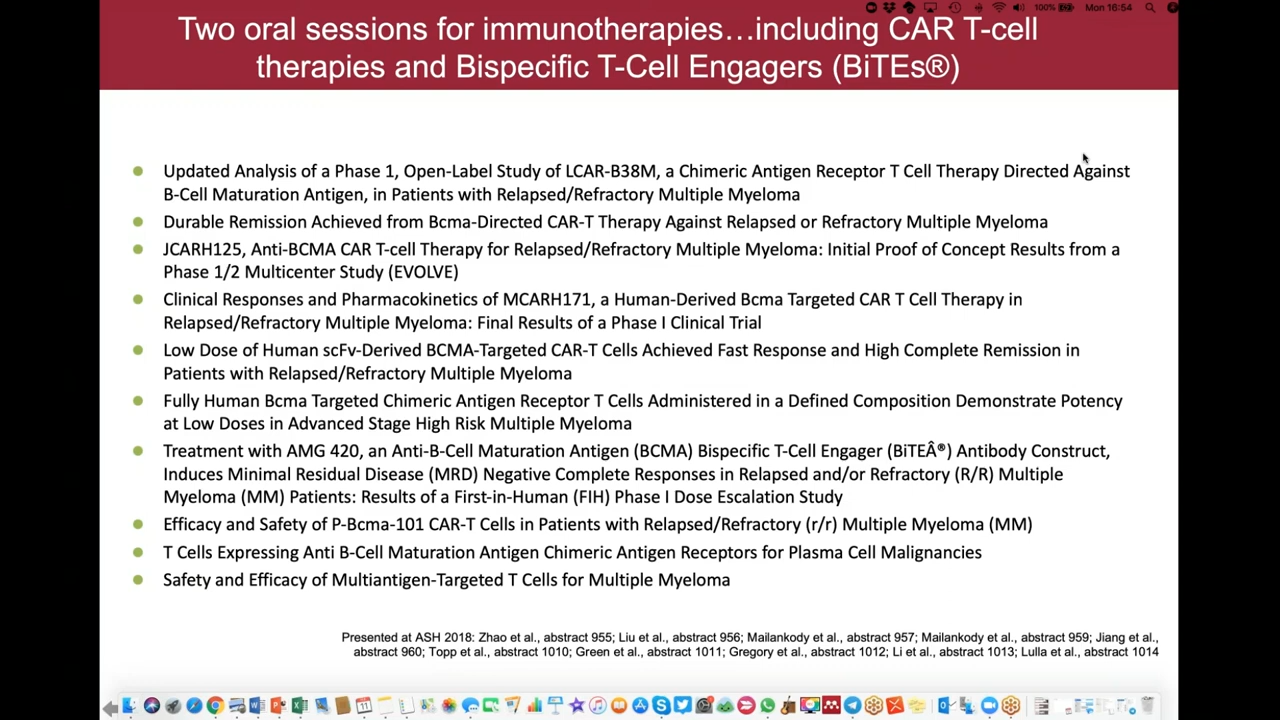 100%
Mon 16:54
Two oral sessions for immunotherapies…including CAR T-cell
therapies and Bispecific T-Cell Engagers (BiTEs®)
Updated Analysis of a Phase 1, Open-Label Study of LCAR-B38M, a Chimeric Antigen Receptor T Cell Therapy Directed Against
B-Cell Maturation Antigen, in Patients with Relapsed/Refractory Multiple Myeloma
Durable Remission Achieved from Bcma-Directed CAR-T Therapy Against Relapsed or Refractory Multiple Myeloma
JCARH125, Anti-BCMA CAR T-cell Therapy for Relapsed/Refractory Multiple Myeloma: Initial Proof of Concept Results from a
Phase 1/2 Multicenter Study (EVOLVE)
Clinical Responses and Pharmacokinetics of MCARH171, a Human-Derived Bcma Targeted CAR T Cell Therapy in
Relapsed/Refractory Multiple Myeloma: Final Results of a Phase I Clinical Trial
Low Dose of Human scFv-Derived BCMA-Targeted CAR-T Cells Achieved Fast Response and High Complete Remission in
Patients with Relapsed/Refractory Multiple Myeloma
Fully Human Bcma Targeted Chimeric Antigen Receptor T Cells Administered in a Defined Composition Demonstrate Potency
at Low Doses in Advanced Stage High Risk Multiple Myeloma
Treatment with AMG 420, an Anti-B-Cell Maturation Antigen (BCMA) Bispecific T-Cell Engager (BiTEÂ®) Antibody Construct,
Induces Minimal Residual Disease (MRD) Negative Complete Responses in Relapsed and/or Refractory (R/R) Multiple
Myeloma (MM) Patients: Results of a First-in-Human (FIH) Phase I Dose Escalation Study
Efficacy and Safety of P-Bcma-101 CAR-T Cells in Patients with Relapsed/Refractory (r/r) Multiple Myeloma (MM)
T Cells Expressing Anti B-Cell Maturation Antigen Chimeric Antigen Receptors for Plasma Cell Malignancies
Safety and Efficacy of Multiantigen-Targeted T Cells for Multiple Myeloma
Presented at ASH 2018: Zhao et al., abstract 955; Liu et al., abstract 956; Mailankody et al., abstract 957; Mailankody et al., abstract 959; Jiang et al.,
abstract 960; Topp et al., abstract 1010; Green et al., abstract 1011; Gregory et al., abstract 1012; Li et al., abstract 1013; Lulla et al., abstract 1014